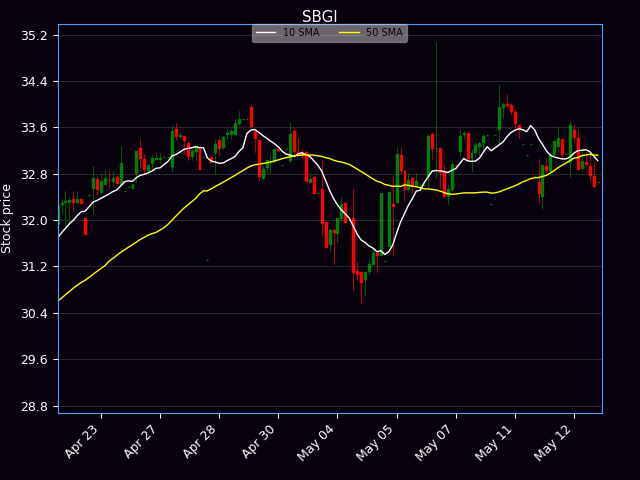 SBGI
10 SMA 50 SMA
35.2
34.4
33.6
32.8
32.0
31.2
30.4
29.6
28.8
Stock price
Apr 23
Apr 27
Apr 28
Apr 30
May 04
May 05
May 07
May 11
May 12